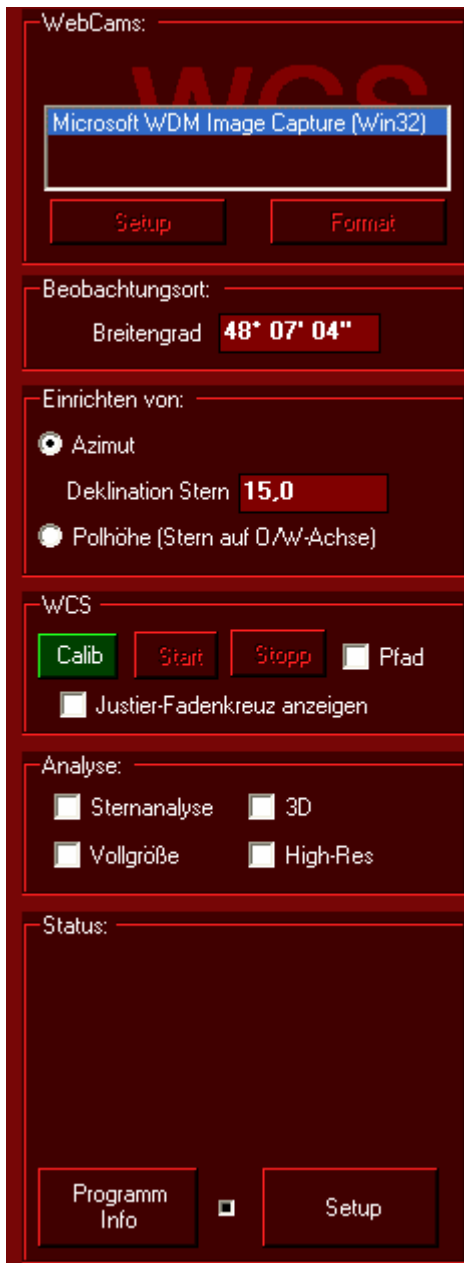 WebCams:
WCS
Microsoft WDM Image Capture (Win32)
Setup Format
Beobachtungsort:
Breitengrad 48* 07' 04"
Einrichten von:
Azimut
Deklination Stern 15,0
Polhöhe (Stern auf O/W-Achse)
WCS
Calib Start Stopp Pfad
Justier-Fadenkreuz anzeigen
Analyse:
Sternanalyse 3D
Vollgröße High-Res
Status:
Programm
Info
Setup